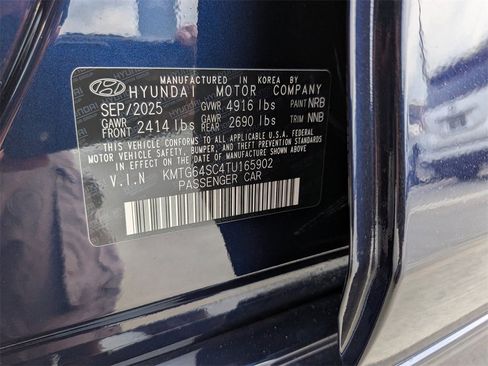 MANUFACTURED IN KOREA BY
HYUNDAI MOTOR COMPANY
SEP/2025 GVWR 4916 lbs PAINT NRB
GAWR FRONT 2414 lbs GAWR REAR 2690 lbs TRIM NNB
THIS VEHICLE CONFORMS TO ALL APPLICABLE U.S.A. FEDERAL
MOTOR VEHICLE SAFETY, BUMPER, AND THEFT PREVENTION STANDARDS
IN EFFECT ON THE DATE OF MANUFACTURE SHOWN ABOVE.
V.I.N KMTG64SC4TU165902
PASSENGER CAR